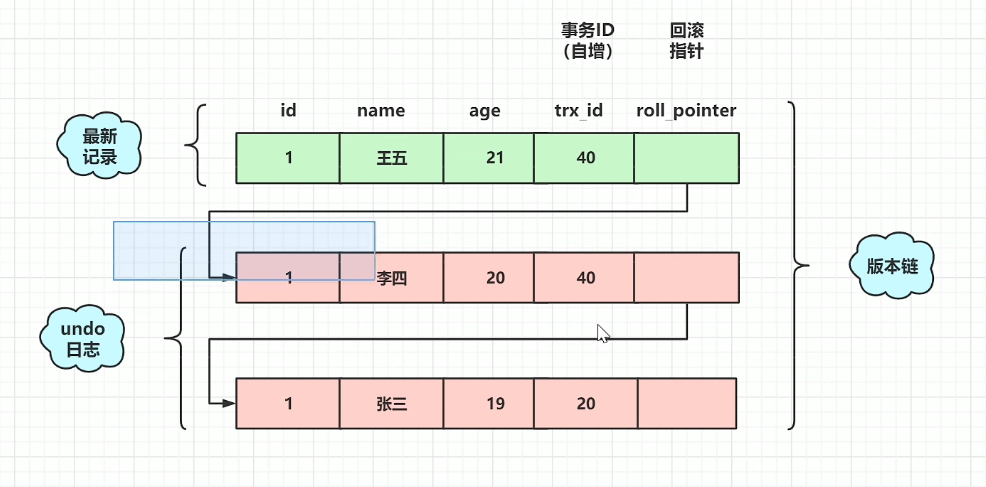 事务ID
（自增）
回滚
指针
id name age trx_id roll_pointer
最新
记录
1 王五 21 40
1 李四 20 40
版本链
undo
日志
1 张三 19 20